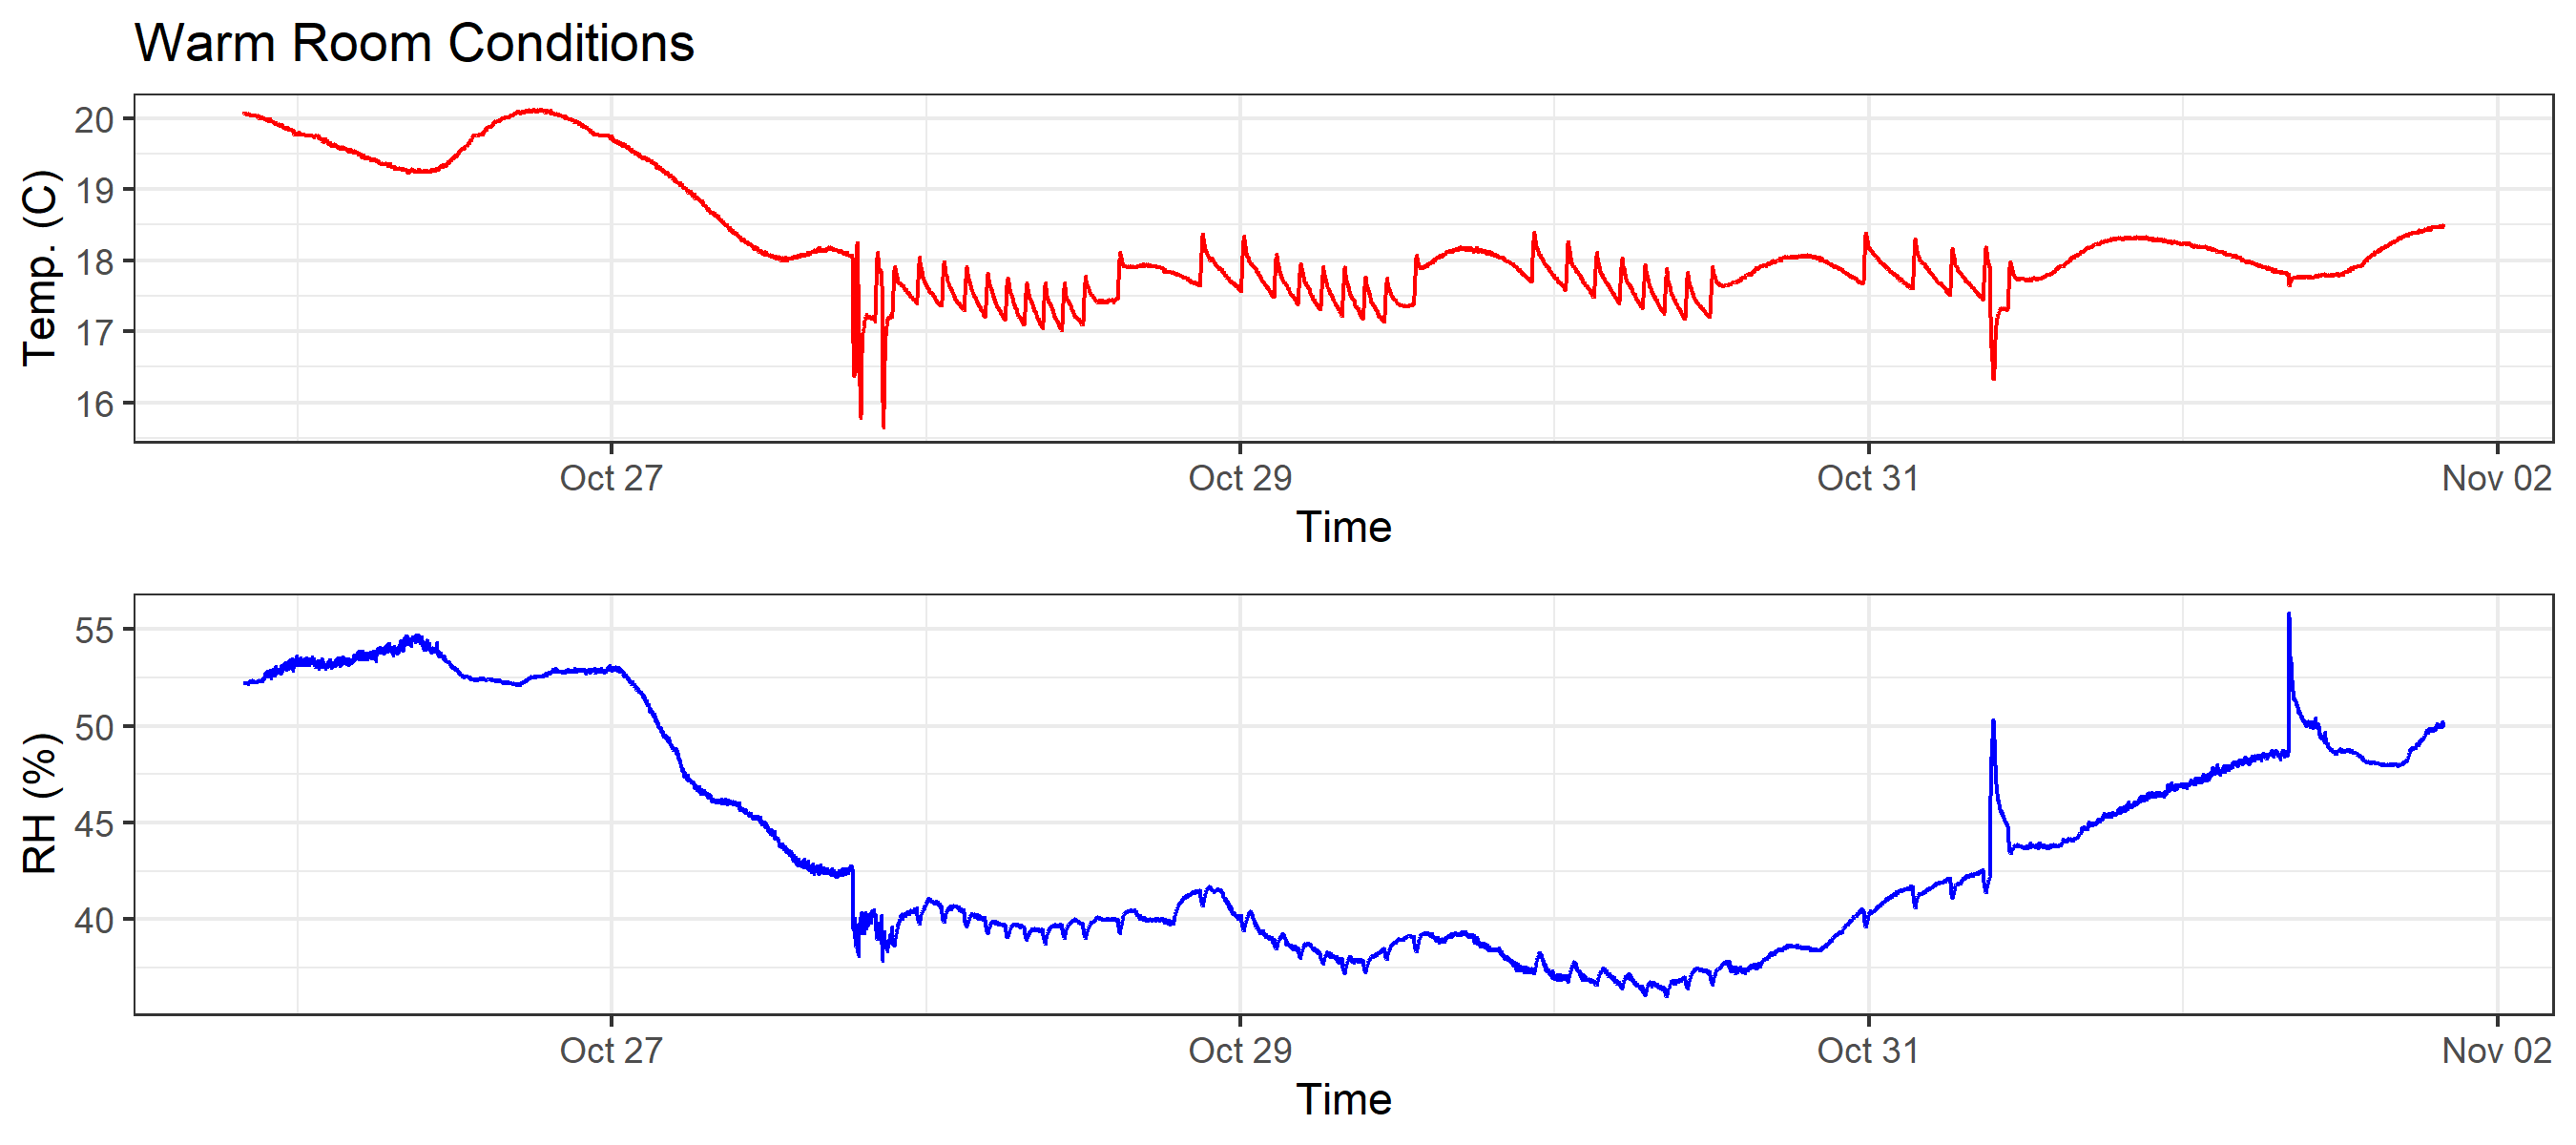 Warm Room Conditions
20
19
18
17
16
Temp. (C)
Oct 27 Oct 29 Oct 31 Nov 02
Time
55
50
45
40
RH (%)
Oct 27 Oct 29 Oct 31 Nov 02
Time